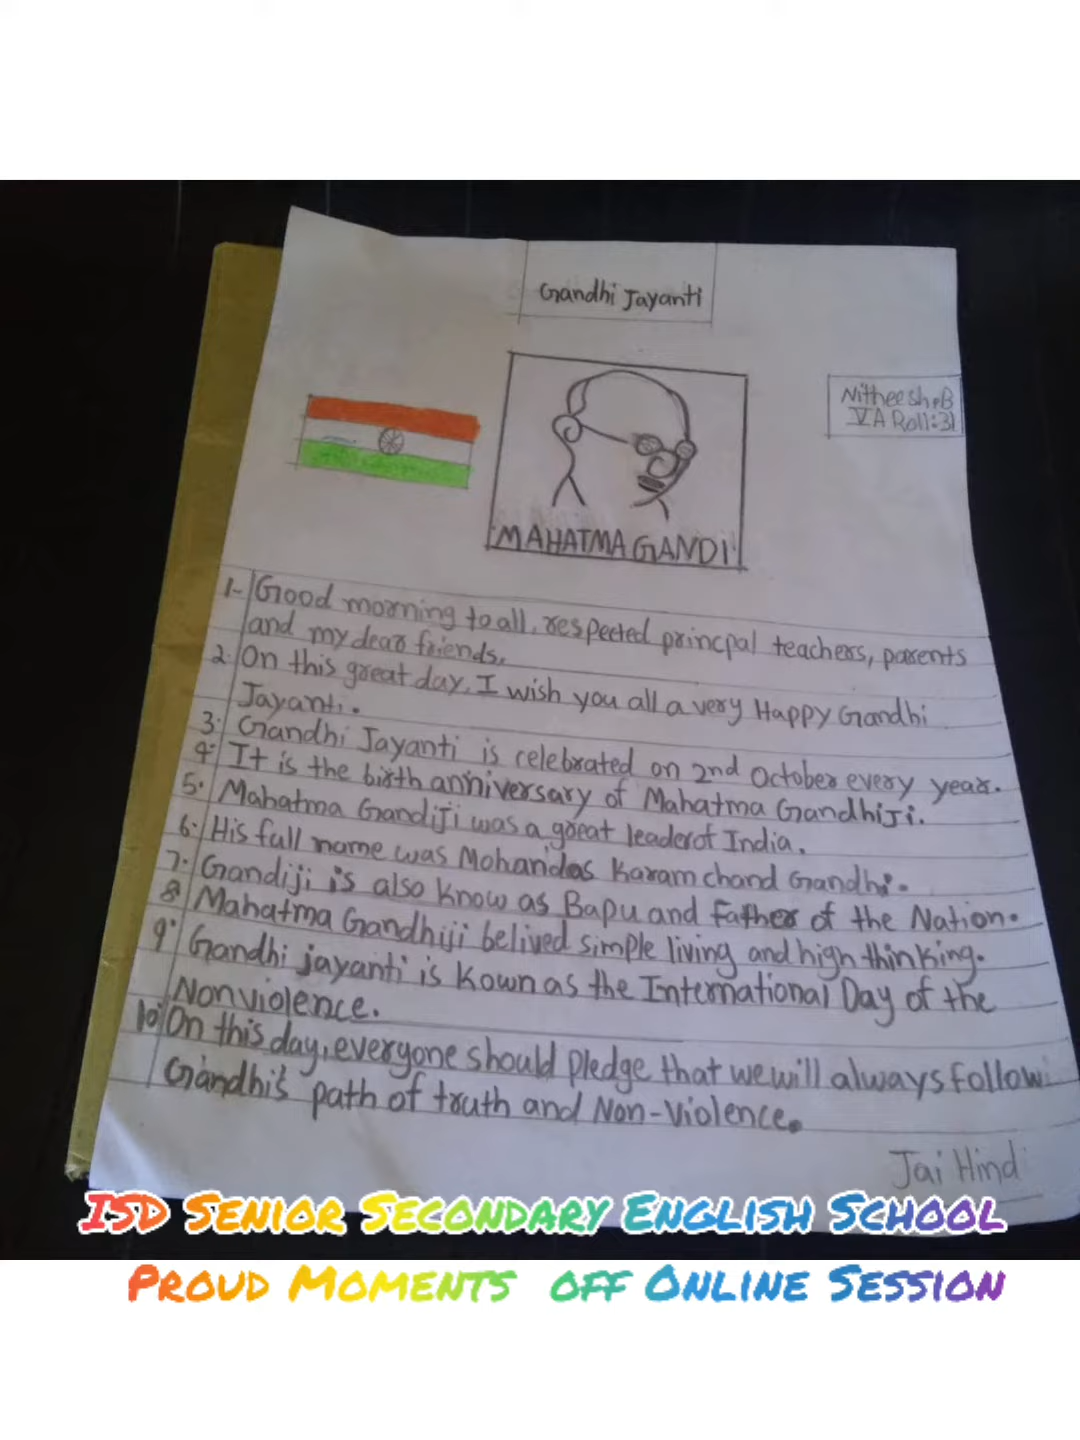 Gandhi Jayanti
Nitheesh.B
V A Roll:31
MAHATMA GANDI
1. Good morning to all, respected princpal teachers, parents
and my dear friends.
2. On this great day, I wish you all a very Happy Gandhi
Jayanti.
3. Gandhi Jayanti is celebrated on 2nd October every year.
4. It is the birth anniversary of Mahatma GandhiJi.
5. Mahatma GandiJi was a great leader of India.
6. His full name was Mohandas Karam chand Gandhi.
7. Gandiji is also know as Bapu and Father of the Nation.
8. Mahatma Gandhiji belived simple living and high thinking.
9. Gandhi jayanti is kown as the International Day of the
Nonviolence.
10. On this day, everyone should pledge that we will always follow
Gandhi's path of truth and Non-Violence.
Jai Hind
ISD SENIOR SECONDARY ENGLISH SCHOOL
PROUD MOMENTS OFF ONLINE SESSION